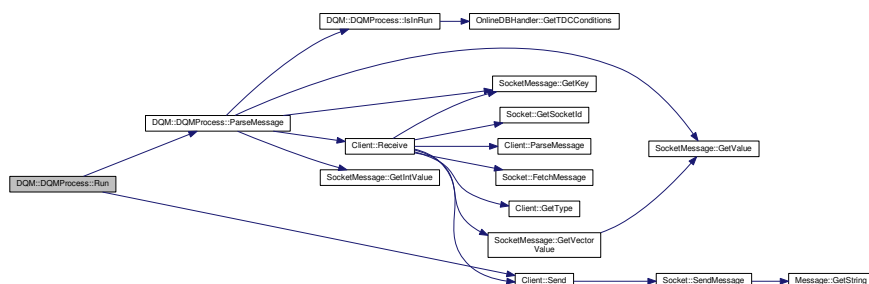 DQM::DQMProcess::IsInRun
OnlineDBHandler::GetTDCConditions
SocketMessage::GetKey
Socket::GetSocketId
DQM::DQMProcess::ParseMessage
Client::Receive
Client::ParseMessage
SocketMessage::GetValue
SocketMessage::GetIntValue
Socket::FetchMessage
DQM::DQMProcess::Run
Client::GetType
SocketMessage::GetVector
Value
Client::Send
Socket::SendMessage
Message::GetString